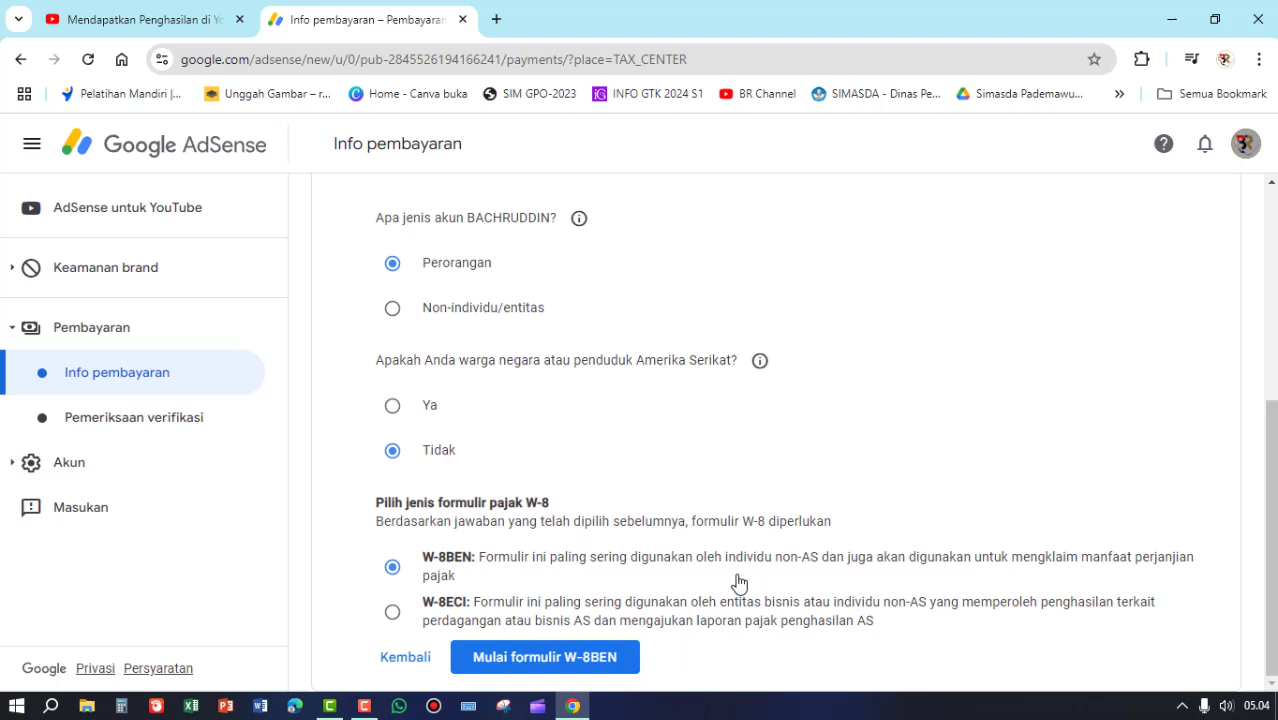 Mendapatkan Penghasilan di Yo
Info pembayaran – Pembayaran
google.com/adsense/new/u/0/pub-2845526194166241/payments/?place=TAX_CENTER
Pelatihan Mandiri |...
Unggah Gambar – r...
Home - Canva buka
SIM GPO-2023
INFO GTK 2024 S1
BR Channel
SIMASDA - Dinas Pe...
Simasda Pademawu...
Semua Bookmark
Google AdSense
Info pembayaran
AdSense untuk YouTube
Keamanan brand
Pembayaran
Info pembayaran
Pemeriksaan verifikasi
Akun
Masukan
Google Privasi Persyaratan
Apa jenis akun BACHRUDDIN?
Perorangan
Non-individu/entitas
Apakah Anda warga negara atau penduduk Amerika Serikat?
Ya
Tidak
Pilih jenis formulir pajak W-8
Berdasarkan jawaban yang telah dipilih sebelumnya, formulir W-8 diperlukan
W-8BEN: Formulir ini paling sering digunakan oleh individu non-AS dan juga akan digunakan untuk mengklaim manfaat perjanjian
pajak
W-8ECI: Formulir ini paling sering digunakan oleh entitas bisnis atau individu non-AS yang memperoleh penghasilan terkait
perdagangan atau bisnis AS dan mengajukan laporan pajak penghasilan AS
Kembali
Mulai formulir W-8BEN
05.04